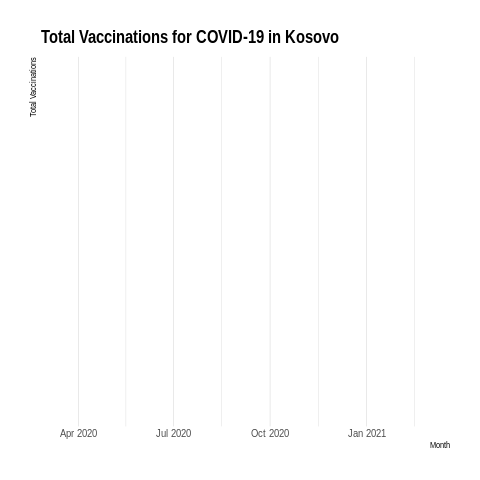 Total Vaccinations for COVID-19 in Kosovo
Total Vaccinations
Apr 2020
Jul 2020
Oct 2020
Jan 2021
Month